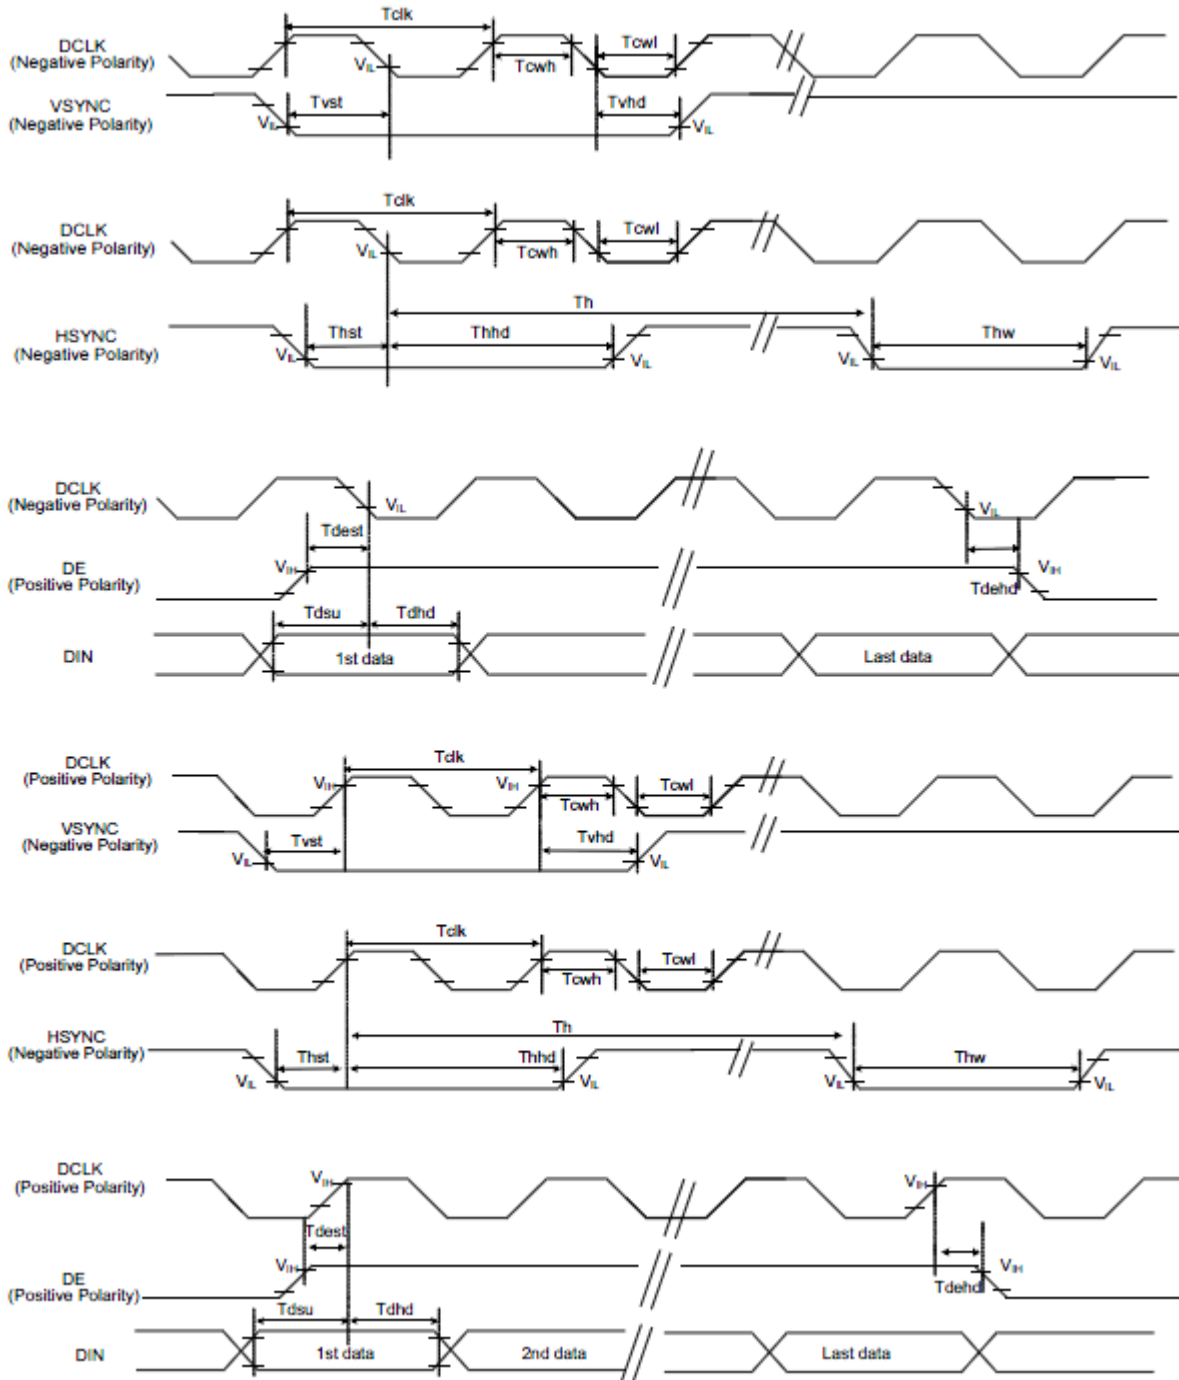 Tclk
DCLK
(Negative Polarity)
VIL
Tcwh
Tcwl
VSYNC
(Negative Polarity)
VIL
Tvst
Tvhd
VIL
Tclk
DCLK
(Negative Polarity)
VIL
Tcwh
Tcwl
Th
HSYNC
(Negative Polarity)
VIL
Thst
Thhd
VIL
VIL
Thw
VIL
DCLK
(Negative Polarity)
VIL
VIL
Tdest
DE
(Positive Polarity)
VIH
VIH
Tdehd
Tdsu
Tdhd
DIN
1st data
Last data
DCLK
(Positive Polarity)
VIH
Tclk
VIH
Tcwh
Tcwl
VSYNC
(Negative Polarity)
VIL
Tvst
Tvhd
VIL
DCLK
(Positive Polarity)
Tclk
Tcwh
Tcwl
Th
HSYNC
(Negative Polarity)
VIL
Thst
Thhd
VIL
VIL
Thw
VIL
DCLK
(Positive Polarity)
VIH
VIH
Tdest
DE
(Positive Polarity)
VIH
VIH
Tdehd
Tdsu
Tdhd
DIN
1st data
2nd data
Last data